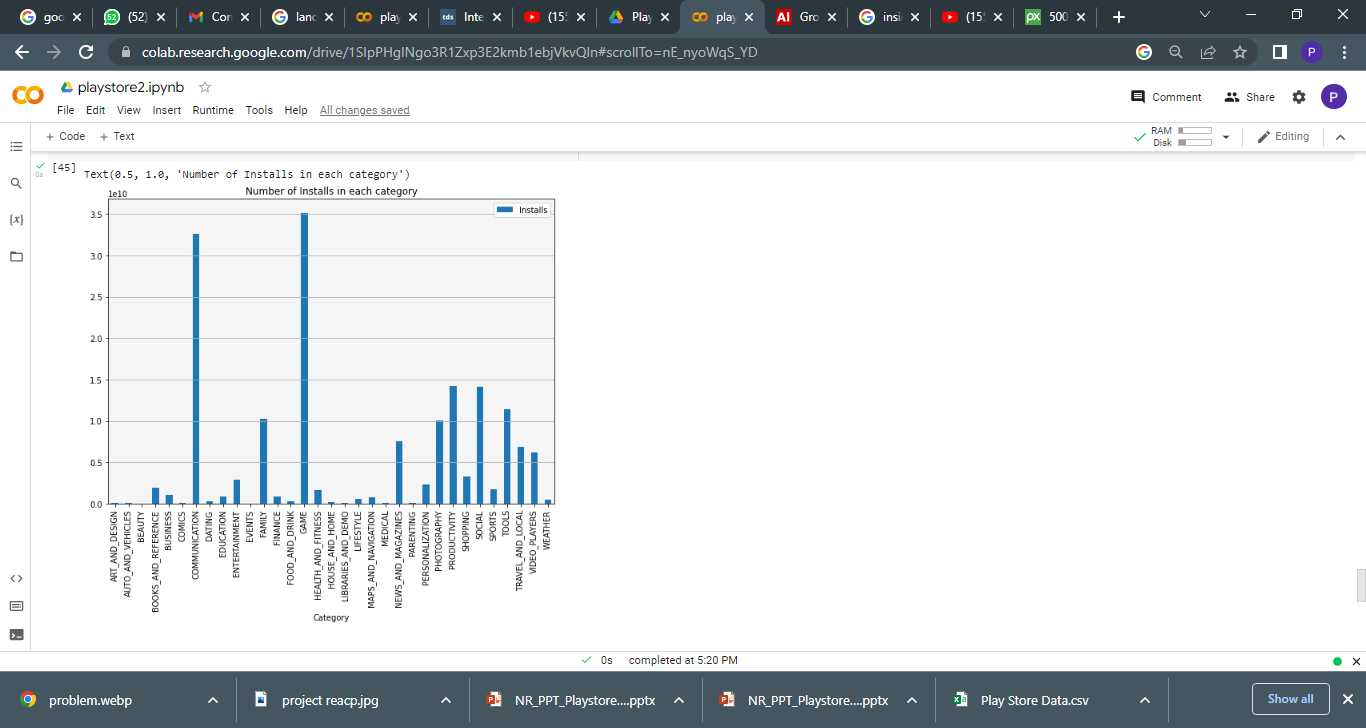 goo
(52)
Con
lanc
play
tds Inte
(15
Play
play
AI Gro
insi
(15
px 500
colab.research.google.com/drive/1SlpPHglNgo3R1Zxp3E2kmb1ebjVkvQln#scrollTo=nE_nyoWqS_YD
P
playstore2.ipynb
File Edit View Insert Runtime Tools Help All changes saved
Comment Share P
+ Code + Text
RAM
Disk
Editing
[45]
0s
Text(0.5, 1.0, 'Number of Installs in each category')
Number of Installs in each category
1e10
Installs
3.5
3.0
2.5
2.0
1.5
1.0
0.5
0.0
ART_AND_DESIGN
AUTO_AND_VEHICLES
BEAUTY
BOOKS_AND_REFERENCE
BUSINESS
COMICS
COMMUNICATION
DATING
EDUCATION
ENTERTAINMENT
EVENTS
FAMILY
FINANCE
FOOD_AND_DRINK
GAME
HEALTH_AND_FITNESS
HOUSE_AND_HOME
LIBRARIES_AND_DEMO
LIFESTYLE
MAPS_AND_NAVIGATION
MEDICAL
NEWS_AND_MAGAZINES
PARENTING
PERSONALIZATION
PHOTOGRAPHY
PRODUCTIVITY
SHOPPING
SOCIAL
SPORTS
TOOLS
TRAVEL_AND_LOCAL
VIDEO_PLAYERS
WEATHER
Category
0s completed at 5:20 PM
problem.webp
project reacp.jpg
NR_PPT_Playstore....pptx
NR_PPT_Playstore....pptx
Play Store Data.csv
Show all